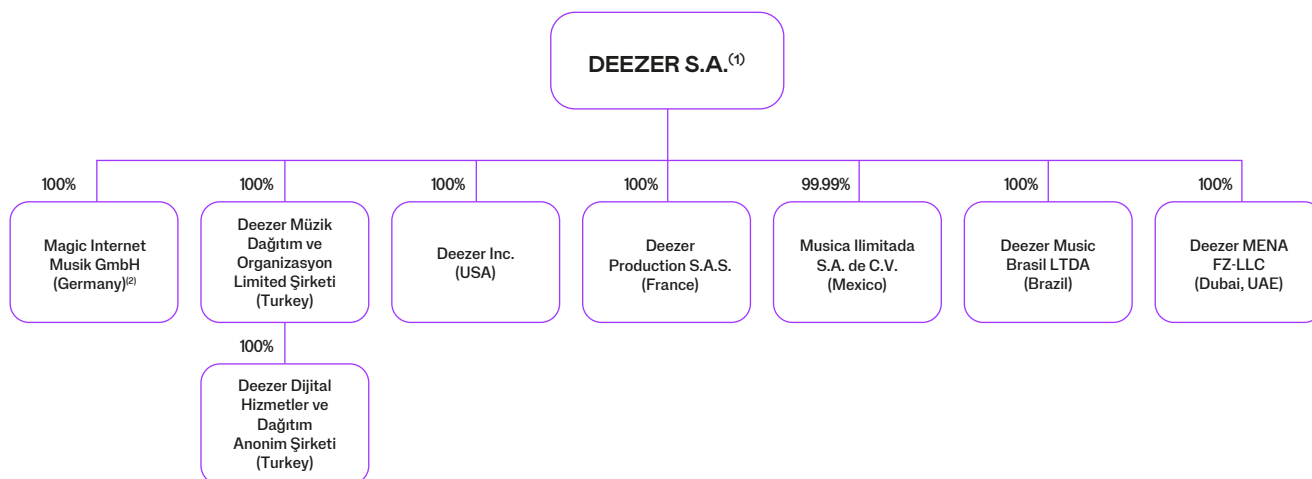 DEEZER S.A.(1)
100%
100%
100%
100%
99.99%
100%
100%
Magic Internet
Musik GmbH
(Germany)(2)
Deezer Müzik
Dağıtım ve
Organizasyon
Limited Şirketi
(Turkey)
Deezer Inc.
(USA)
Deezer
Production S.A.S.
(France)
Musica Ilimitada
S.A. de C.V.
(Mexico)
Deezer Music
Brasil LTDA
(Brazil)
Deezer MENA
FZ-LLC
(Dubai, UAE)
100%
Deezer Dijital
Hizmetler ve
Dağıtım
Anonim Şirketi
(Turkey)